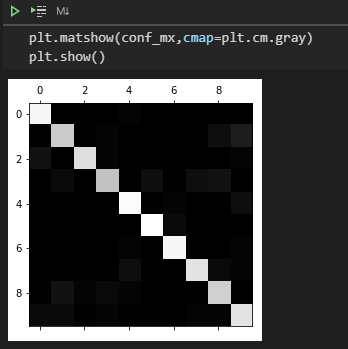 M↓
plt.matshow(conf_mx,cmap=plt.cm.gray)
plt.show()
0 2 4 6 8
0
2
4
6
8